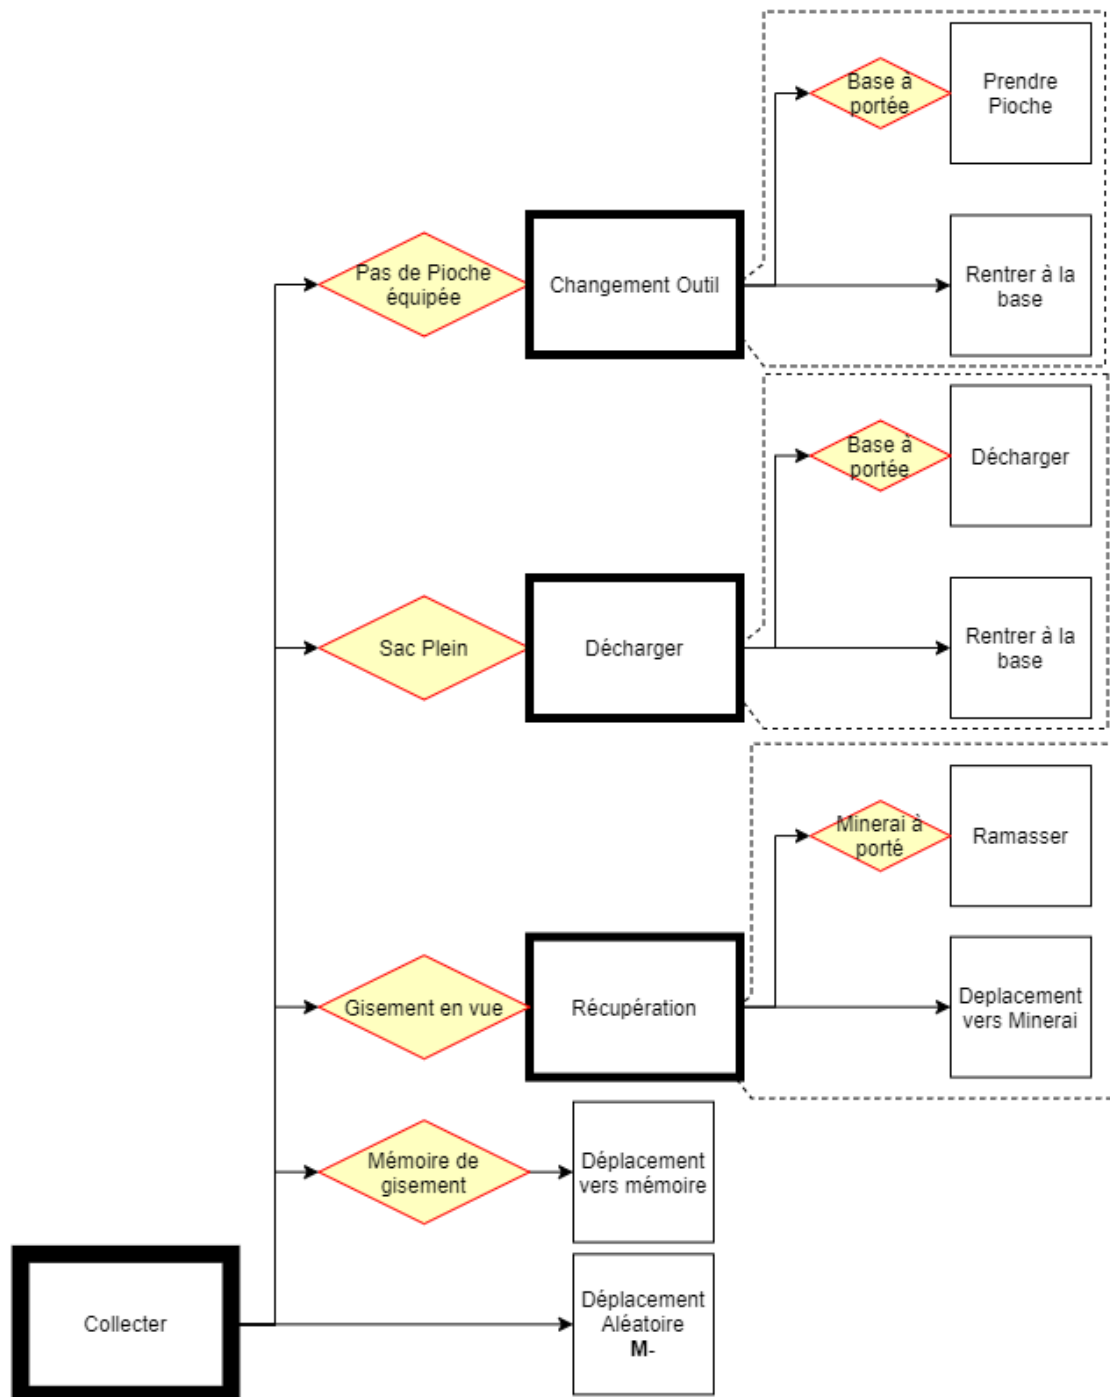 Base à
portée
Prendre
Pioche
Pas de Pioche
équipée
Changement Outil
Rentrer à la
base
Base à
portée
Décharger
Sac Plein
Décharger
Rentrer à la
base
Minerai à
porté
Ramasser
Gisement en vue
Récupération
Deplacement
vers Minerai
Mémoire de
gisement
Déplacement
vers mémoire
Collecter
Déplacement
Aléatoire
M-